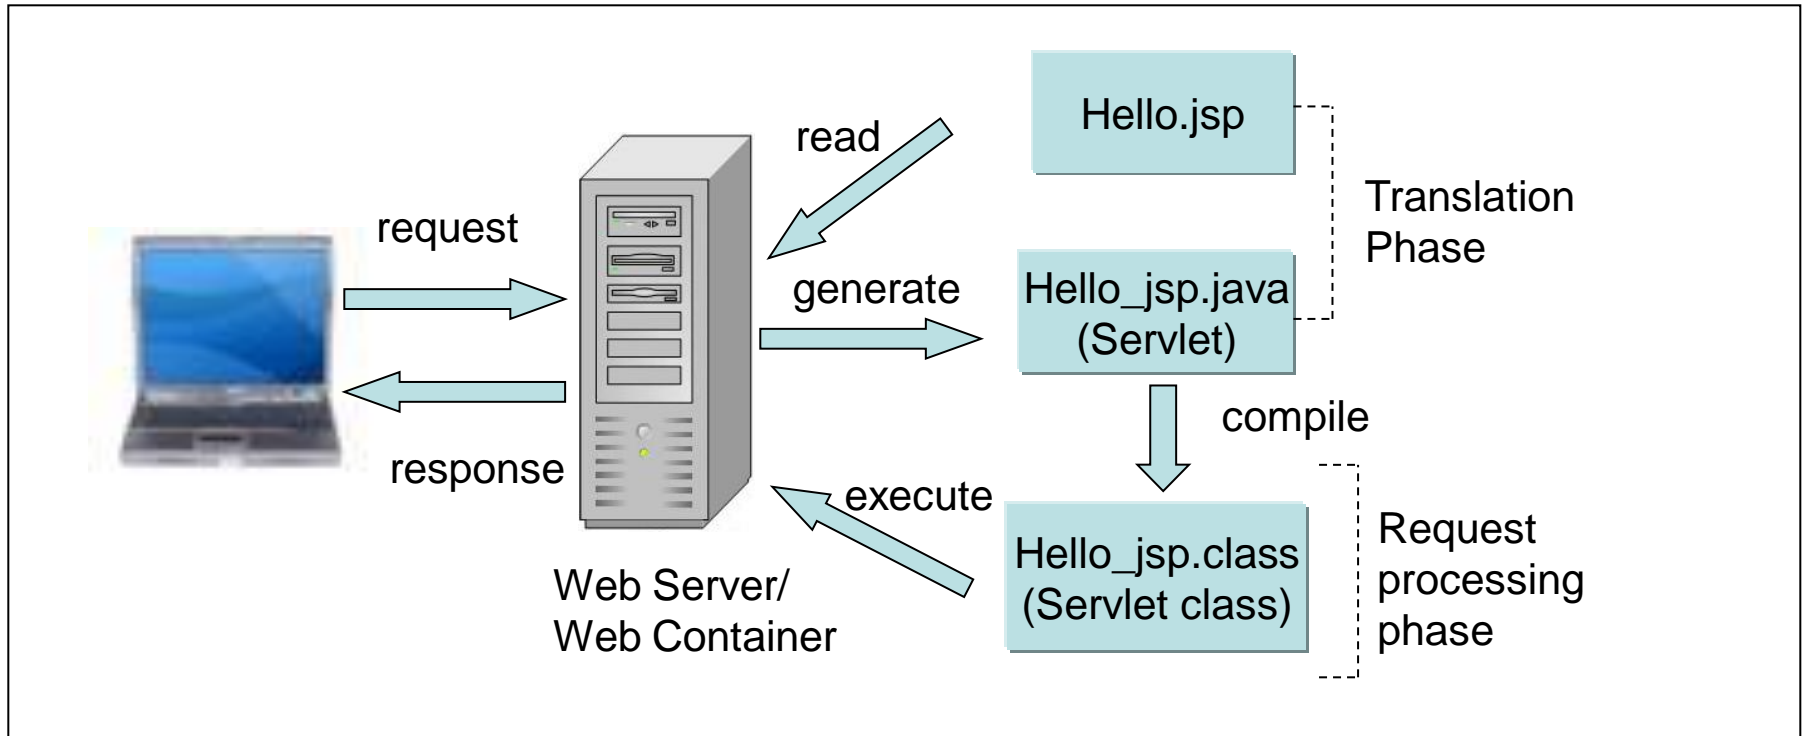 Hello.jsp
read
Translation
Phase
request
generate
Hello_jsp.java
(Servlet)
compile
response
execute
Hello_jsp.class
(Servlet class)
Request
processing
phase
Web Server/
Web Container